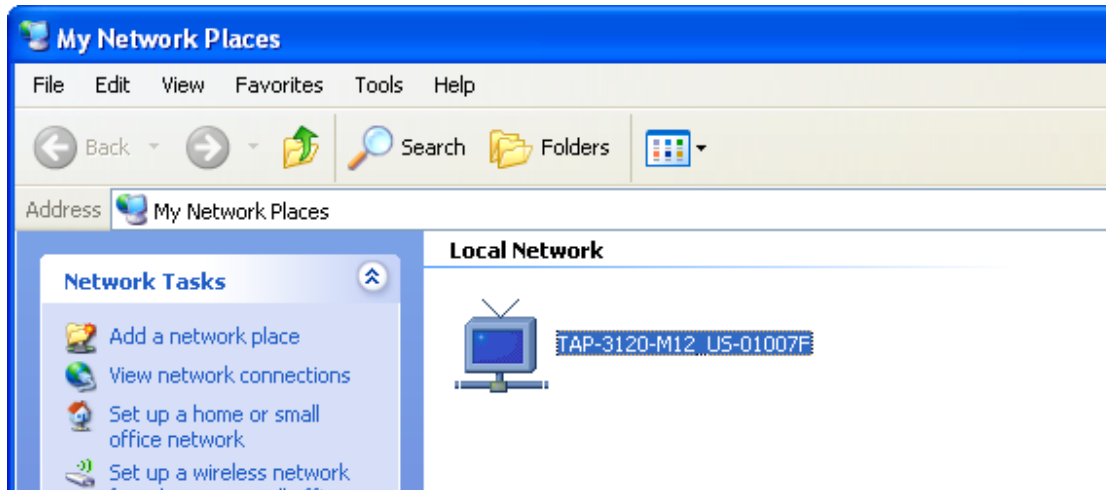 My Network Places
File Edit View Favorites Tools Help
Back Search Folders
Address My Network Places
Network Tasks
Add a network place
View network connections
Set up a home or small
office network
Set up a wireless network
Local Network
TAP-3120-M12_US-01007F